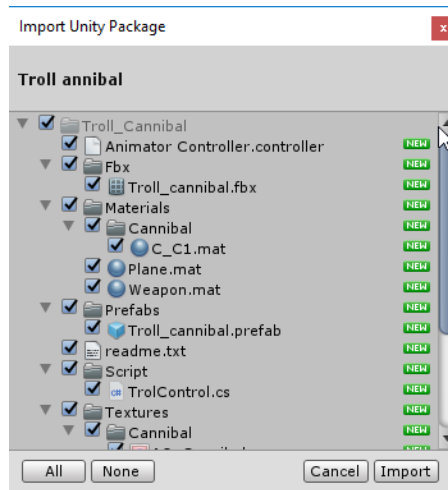 Import Unity Package
x
Troll annibal
Troll_Cannibal
Animator Controller.controller NEW
Fbx NEW
Troll_cannibal.fbx NEW
Materials NEW
Cannibal NEW
C_C1.mat NEW
Plane.mat NEW
Weapon.mat NEW
Prefabs NEW
Troll_cannibal.prefab NEW
readme.txt NEW
Script NEW
c# TrolControl.cs NEW
Textures NEW
Cannibal NEW
All None Cancel Import